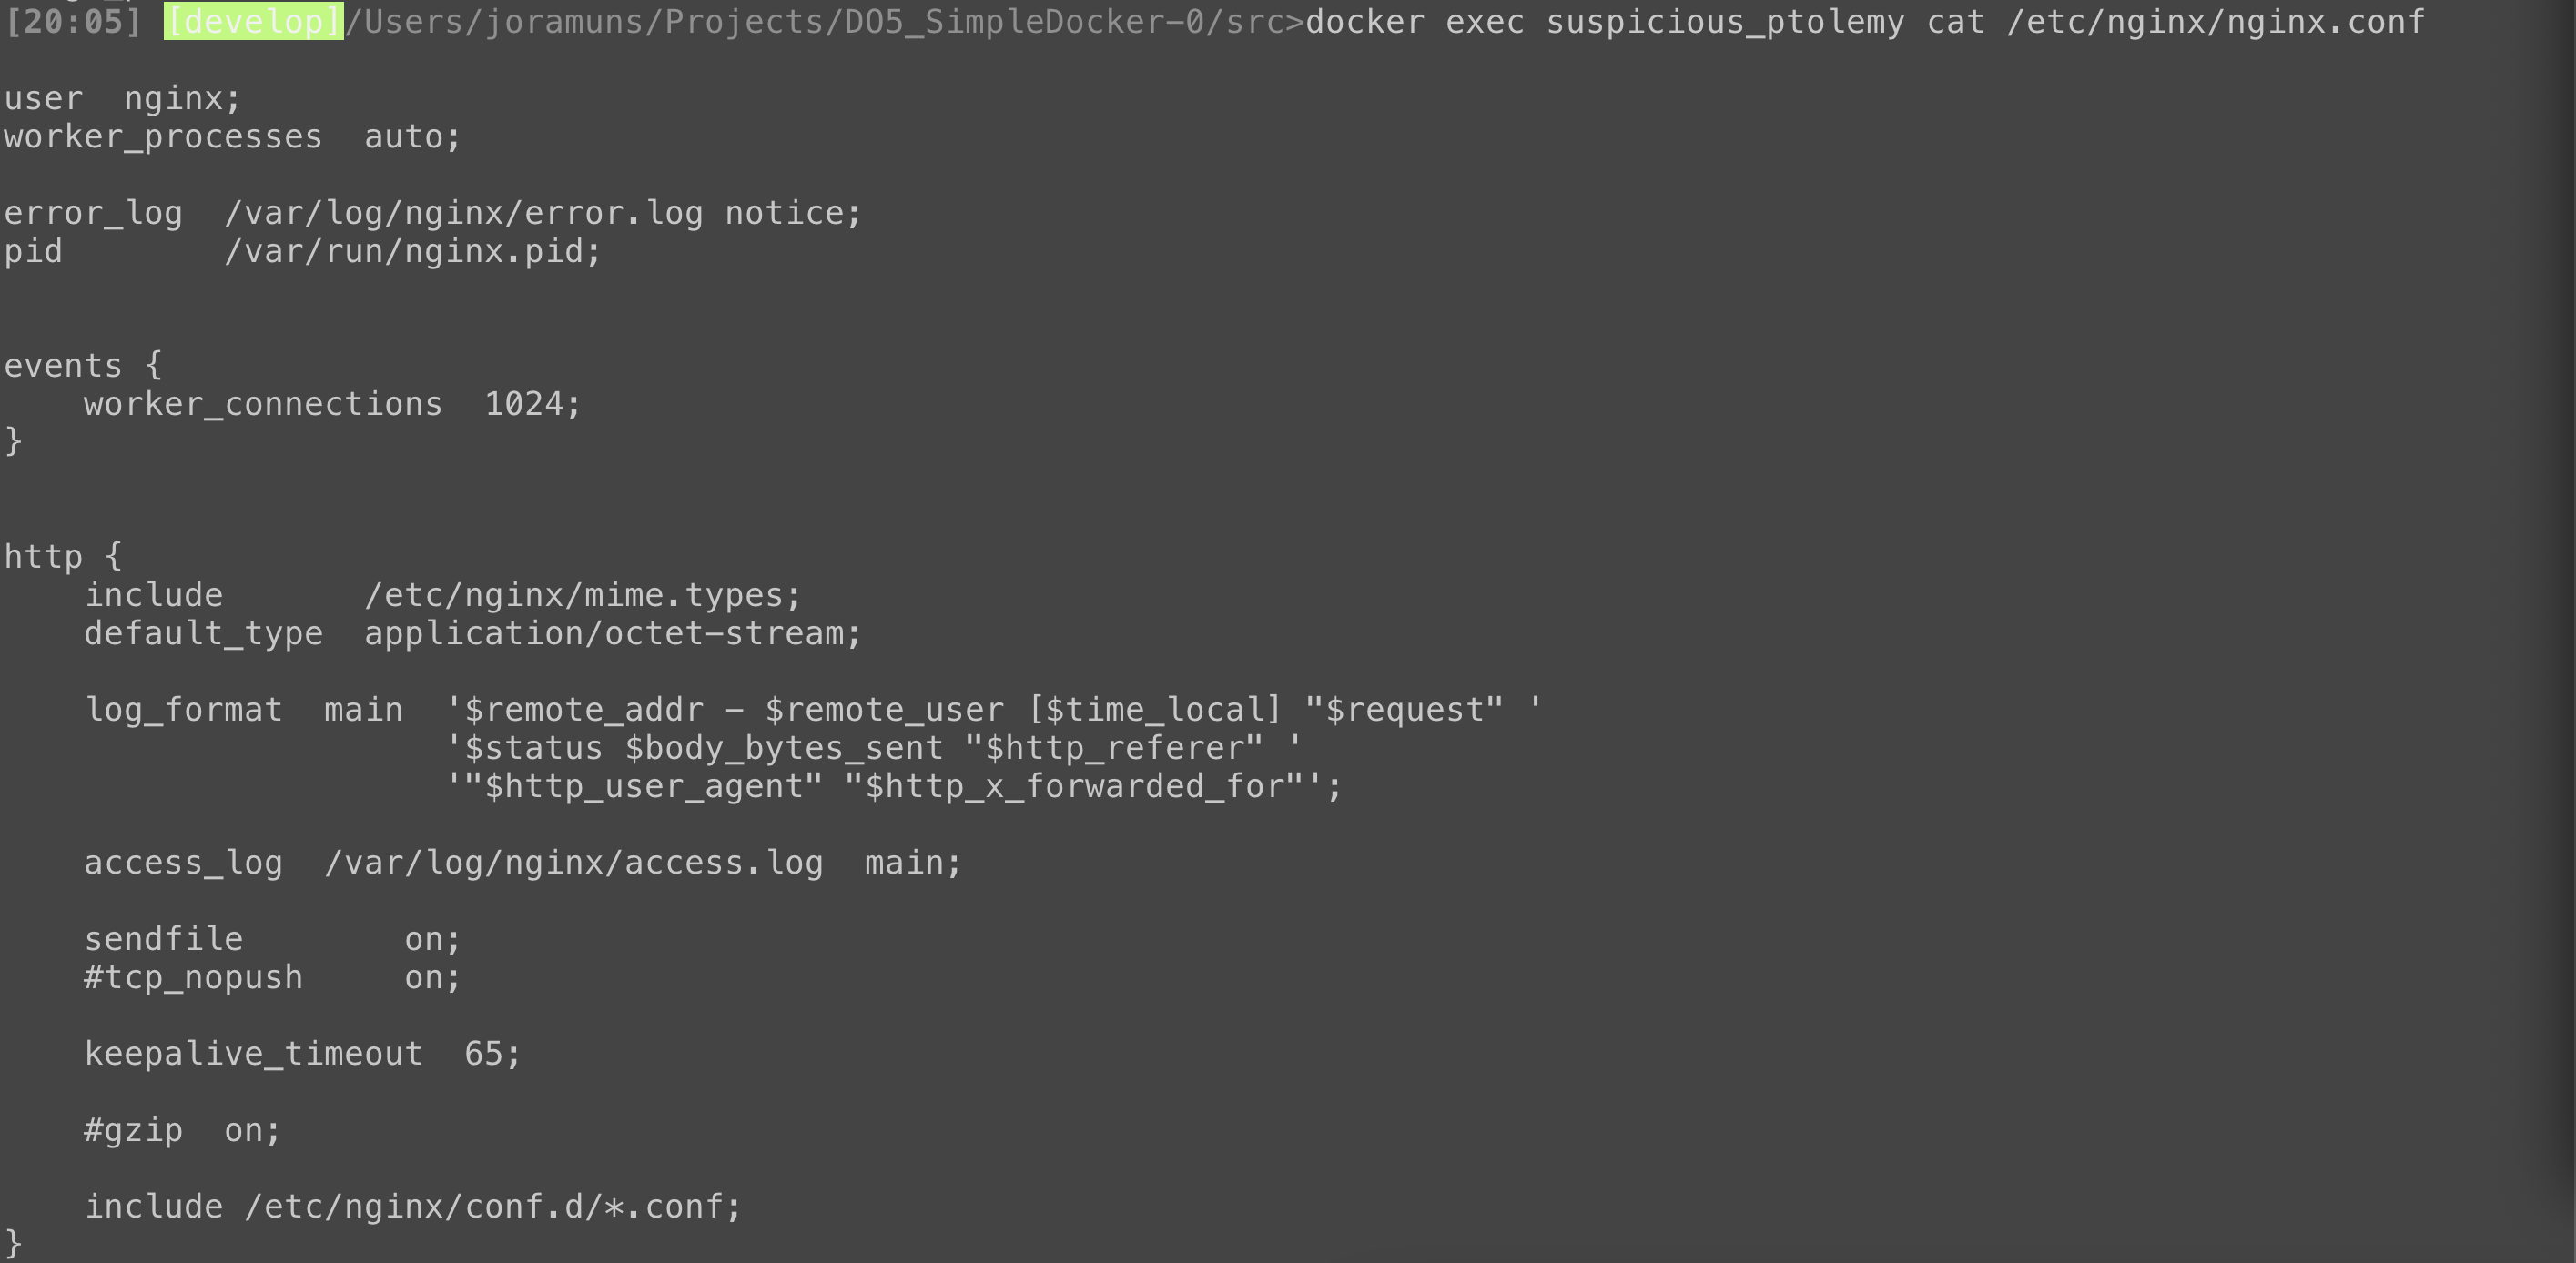 [20:05] [develop]/Users/joramuns/Projects/DO5_SimpleDocker-0/src>docker exec suspicious_ptolemy cat /etc/nginx/nginx.conf

user  nginx;
worker_processes  auto;

error_log  /var/log/nginx/error.log notice;
pid        /var/run/nginx.pid;


events {
    worker_connections  1024;
}


http {
    include       /etc/nginx/mime.types;
    default_type  application/octet-stream;

    log_format  main  '$remote_addr - $remote_user [$time_local] "$request" '
                      '$status $body_bytes_sent "$http_referer" '
                      '"$http_user_agent" "$http_x_forwarded_for"';

    access_log  /var/log/nginx/access.log  main;

    sendfile        on;
    #tcp_nopush     on;

    keepalive_timeout  65;

    #gzip  on;

    include /etc/nginx/conf.d/*.conf;
}